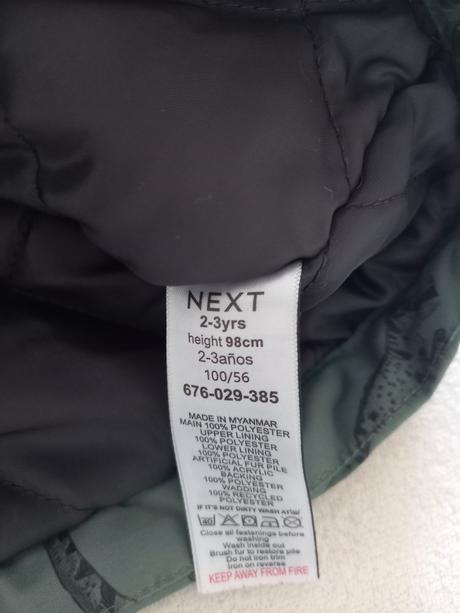 NEXT
2-3yrs
height 98cm
2-3años
100/56
676-029-385
MADE IN MYANMAR
MAIN 100% POLYESTER
UPPER LINING
100% POLYESTER
LOWER LINING
100% POLYESTER
ARTIFICIAL FUR PILE
100% ACRYLIC
BACKING
100% POLYESTER
WADDING
100% RECYCLED
POLYESTER
IF IT'S NOT DIRTY WASH AT 30°
40
Close all fastenings before
washing
Wash inside out
Brush fur to restore pile
Do not iron trim
Iron on reverse
KEEP AWAY FROM FIRE